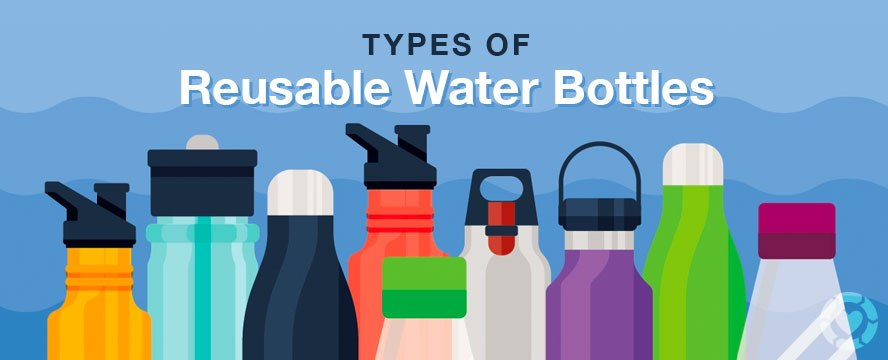 TYPES OF
Reusable Water Bottles